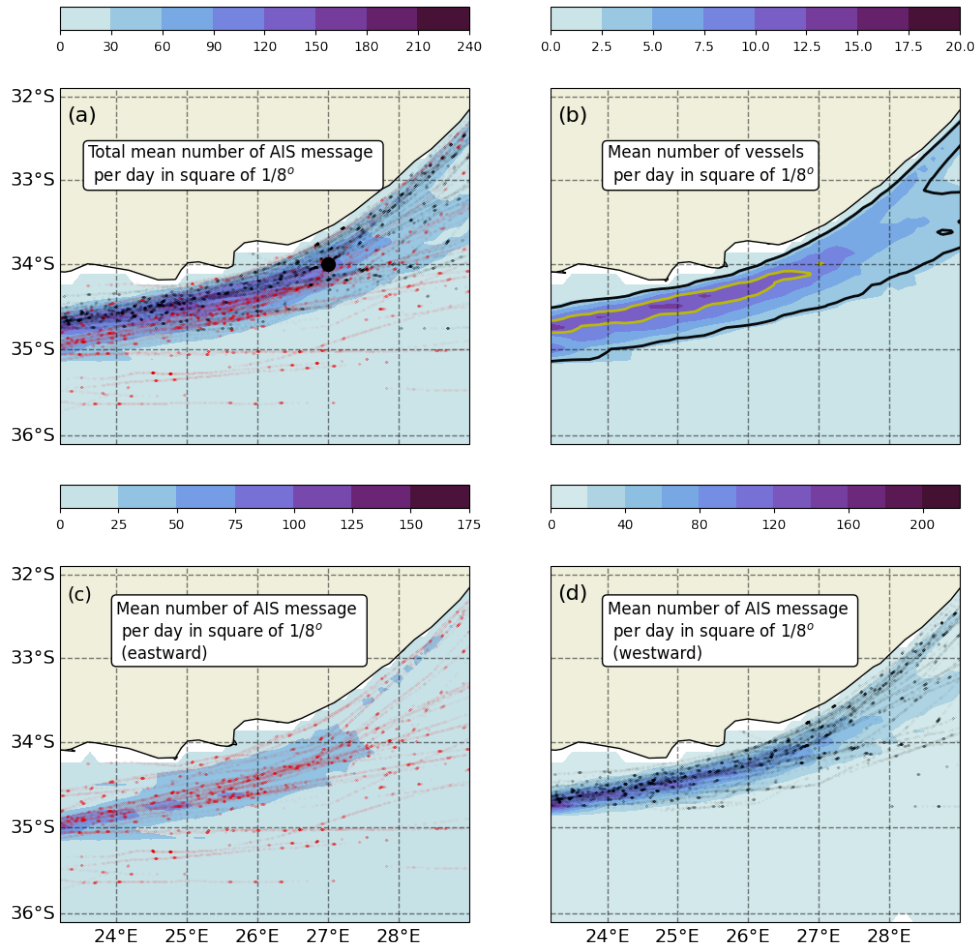 0 30 60 90 120 150 180 210 240
0.0 2.5 5.0 7.5 10.0 12.5 15.0 17.5 20.0
32°S
(a)
Total mean number of AIS message
per day in square of 1/8°
33°S
34°S
35°S
36°S
(b)
Mean number of vessels
per day in square of 1/8°
0 25 50 75 100 125 150 175
0 40 80 120 160 200
32°S
(c)
Mean number of AIS message
per day in square of 1/8°
(eastward)
33°S
34°S
35°S
36°S
24°E 25°E 26°E 27°E 28°E
(d)
Mean number of AIS message
per day in square of 1/8°
(westward)
24°E 25°E 26°E 27°E 28°E